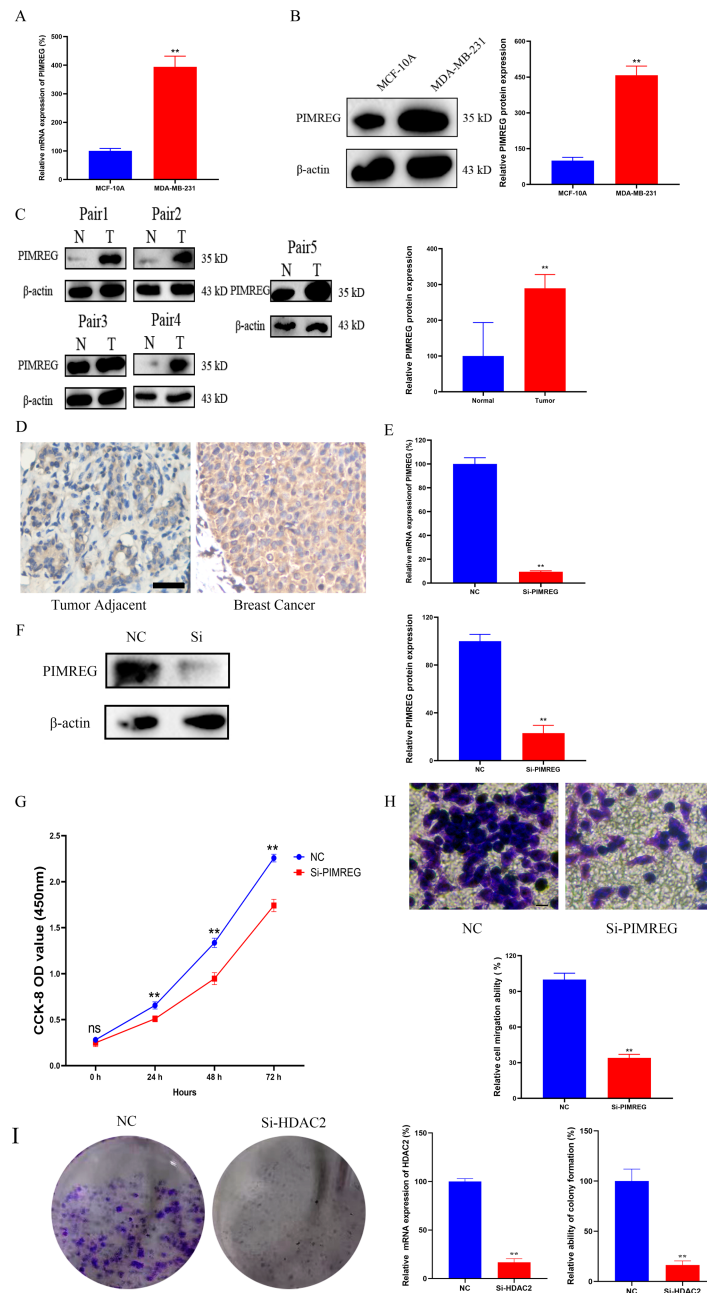 A
Relative mRNA expression of PIMREG (%)
500
400
300
200
100
0
**
MCF-10A
MDA-MB-231
B
MCF-10A
MDA-MB-231
PIMREG
35 kD
β-actin
43 kD
Relative PIMREG protein expression
600
450
300
150
0
**
MCF-10A
MDA-MB-231
C
Pair1
Pair2
N T
N T
PIMREG
35 kD
β-actin
43 kD
Pair3
Pair4
N T
N T
PIMREG
35 kD
β-actin
43 kD
Pair5
N T
PIMREG
35 kD
β-actin
43 kD
Relative PIMREG protein expression
400
300
200
100
0
**
Normal
Tumor
D
Tumor Adjacent
Breast Cancer
E
Relative mRNA expressionof PIMREG (%)
120
100
80
60
40
20
0
**
NC
Si-PIMREG
F
NC
Si
PIMREG
β-actin
Relative PIMREG protein expression
120
80
40
0
**
NC
Si-PIMREG
G
CCK-8 OD value (450nm)
2.5
2.0
1.5
1.0
0.5
0.0
ns
**
**
**
NC
Si-PIMREG
0 h
24 h
48 h
72 h
Hours
H
NC
Si-PIMREG
Relative cell mirgation ability ( % )
120
90
60
30
0
**
NC
Si-PIMREG
I
NC
Si-HDAC2
Relative mRNA expression of HDAC2 (%)
150
100
50
0
**
NC
Si-HDAC2
Relative ability of colony formation (%)
150
125
100
75
50
25
0
**
NC
Si-HDAC2